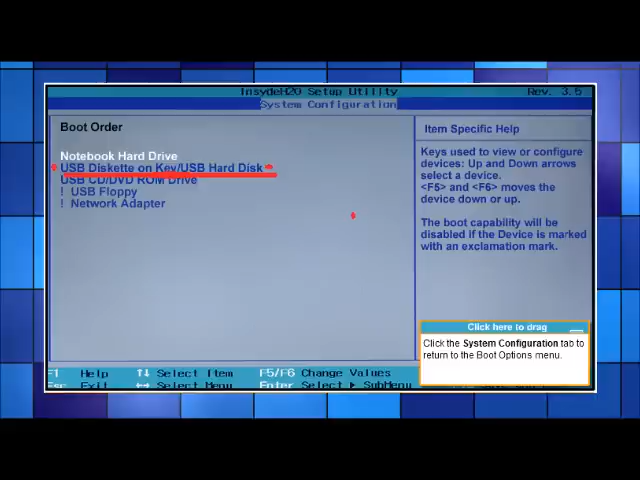 InsydeH2O Setup Utility Rev. 3.5
System Configuration
Boot Order
Item Specific Help
Notebook Hard Drive
USB Diskette on Key/USB Hard Disk
USB CD/DVD ROM Drive
! USB Floppy
! Network Adapter
Keys used to view or configure
devices: Up and Down arrows
select a device.
<F5> and <F6> moves the
device down or up.
The boot capability will be
disabled if the Device is marked
with an exclamation mark.
Click here to drag
Click the System Configuration tab to
return to the Boot Options menu.
F1 Help ↑↓ Select Item F5/F6 Change Values
Esc Exit ↔ Select Menu Enter Select ▶ SubMenu